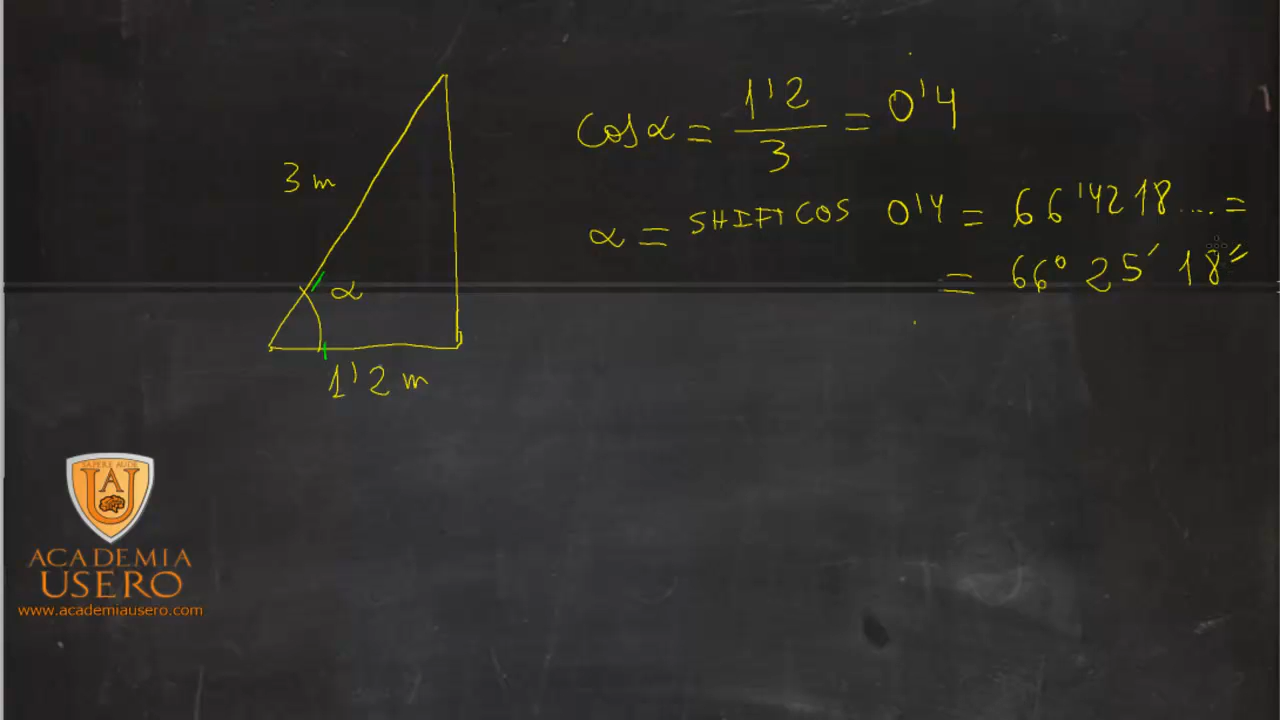 3 m
α
1'2 m
cos α = 1'2 / 3 = 0'4
α = SHIFT COS 0'4 = 66'4218.... =
= 66° 25' 18"
SAPERE AUDE
UA
ACADEMIA
USERO
www.academiausero.com